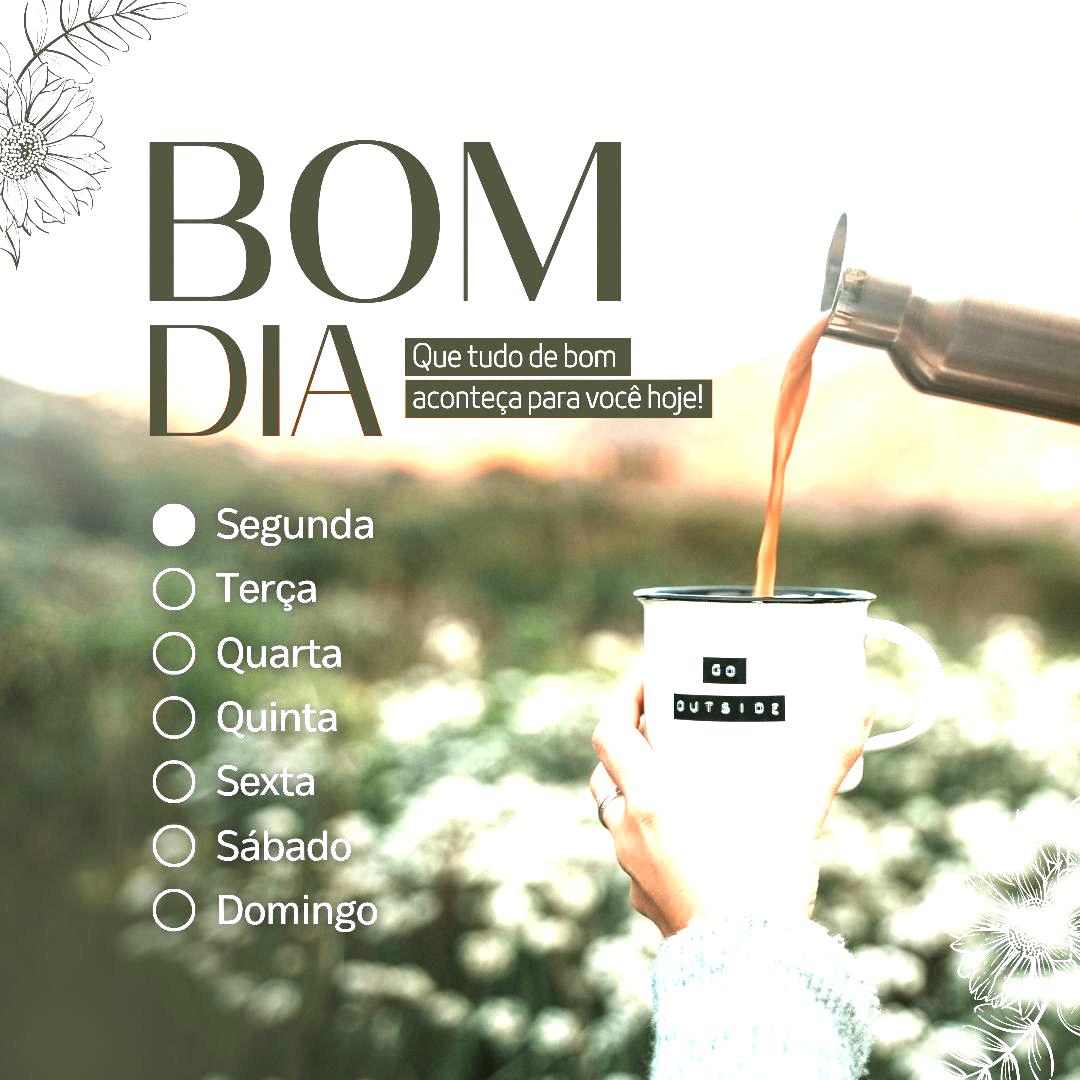 BOM
DIA
Que tudo de bom
aconteça para você hoje!
Segunda
Terça
Quarta
Quinta
Sexta
Sábado
Domingo
GO
OUTSIDE